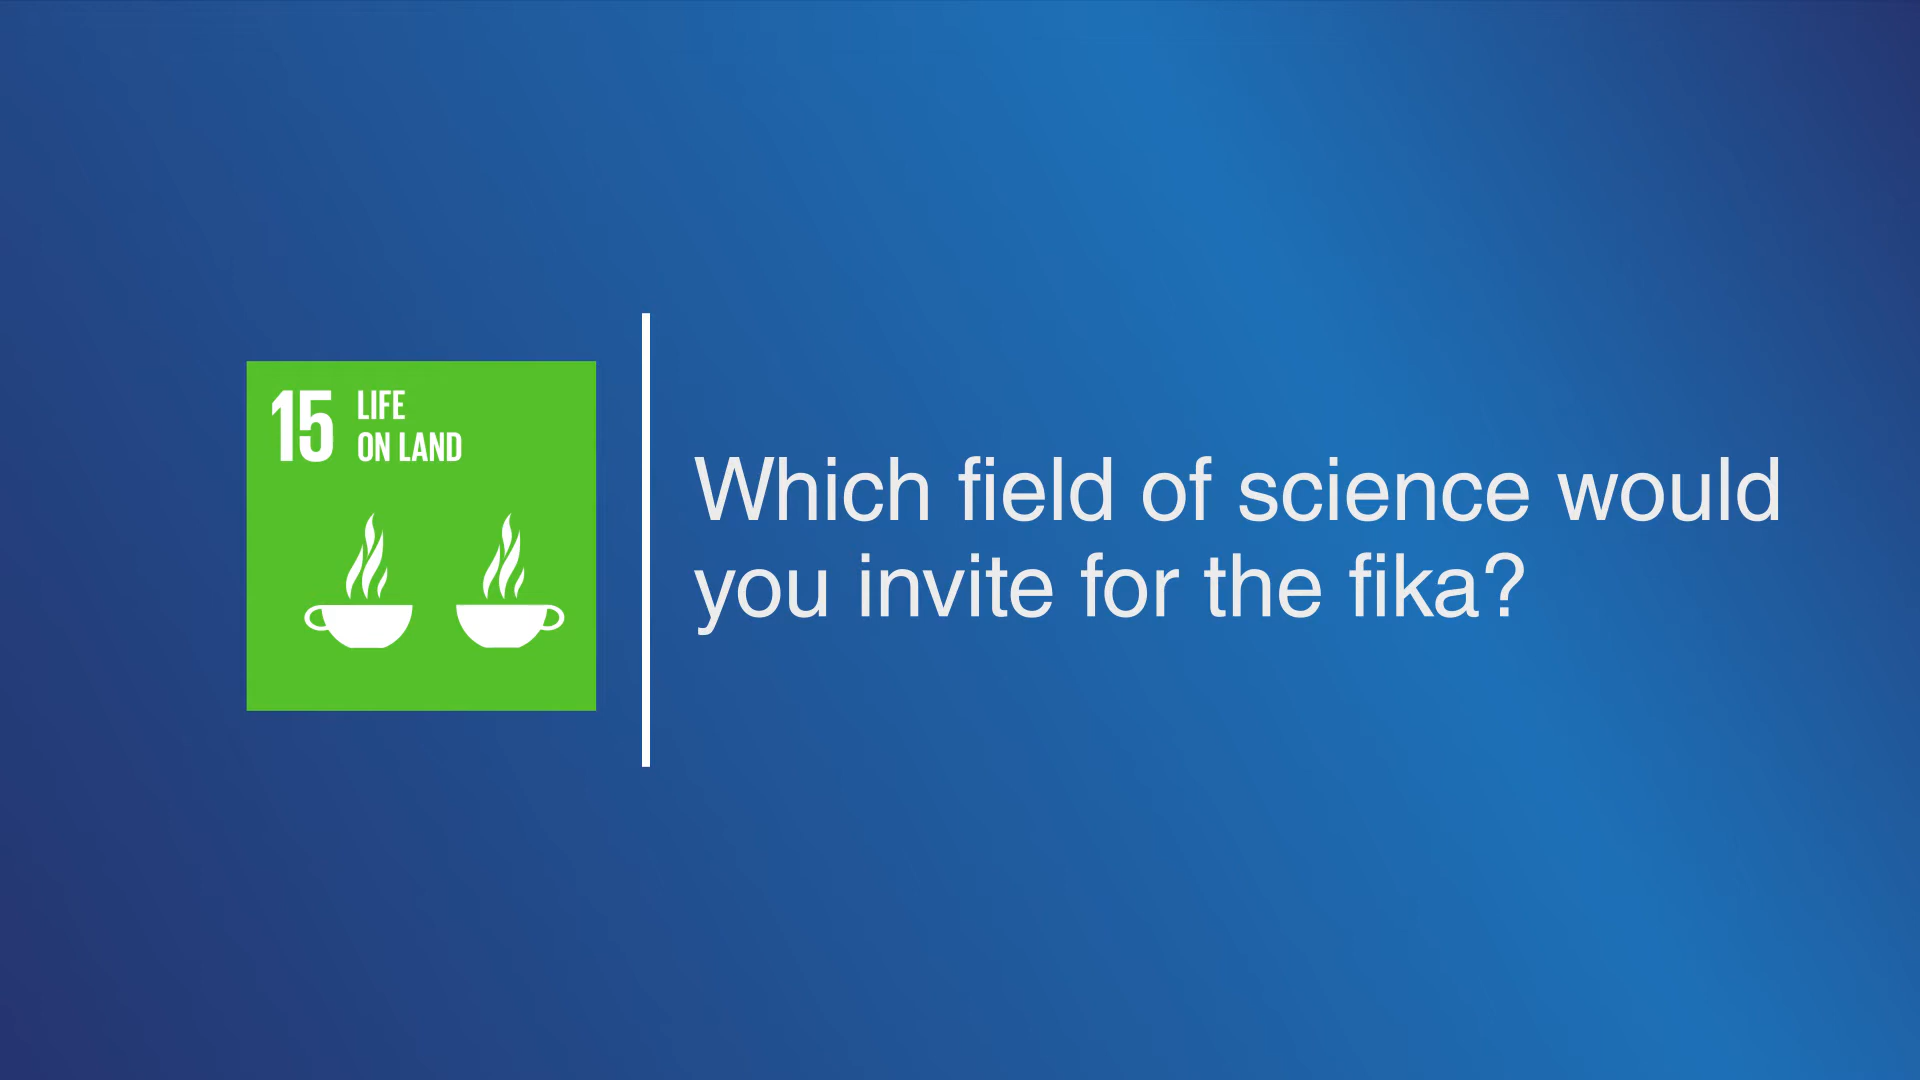 15 LIFE
ON LAND
Which field of science would
you invite for the fika?